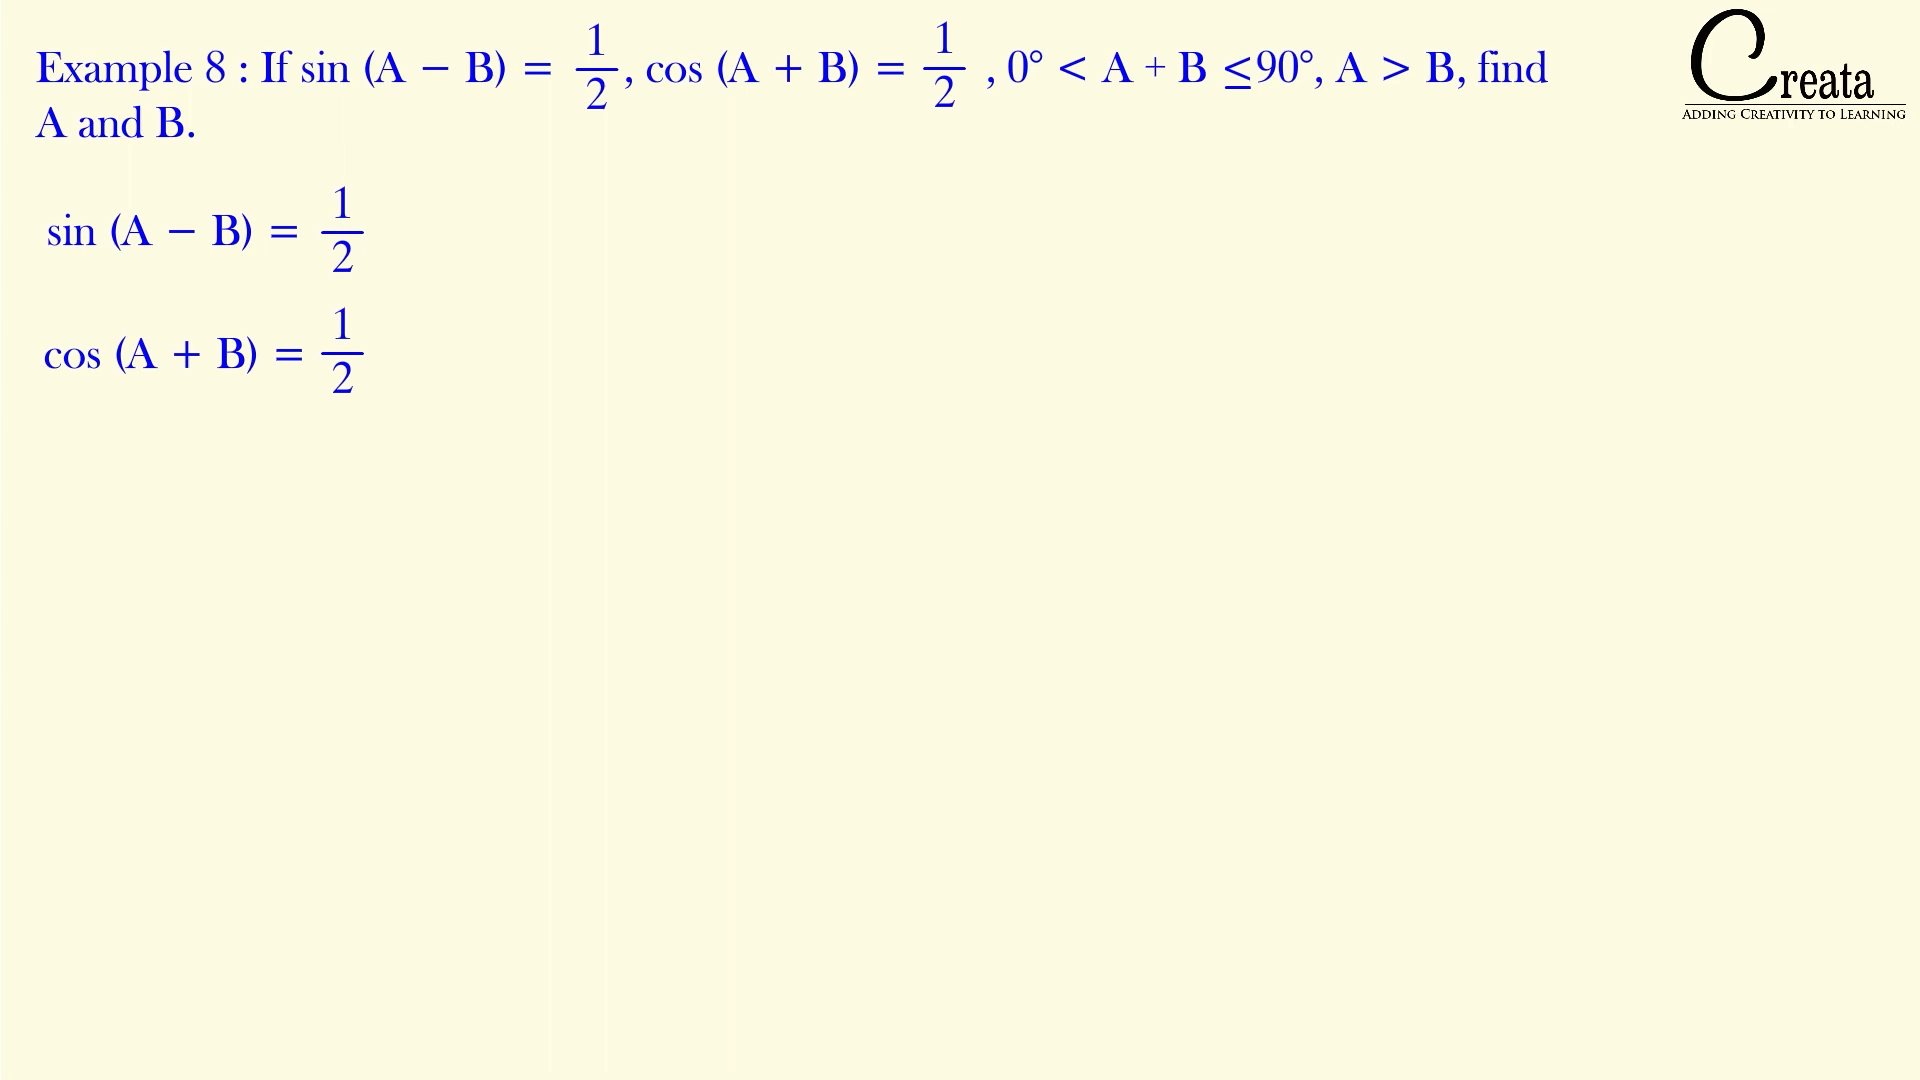 Example 8 : If sin (A − B) = 1/2, cos (A + B) = 1/2 , 0° < A + B ≤90°, A > B, find
A and B.
Creata
ADDING CREATIVITY TO LEARNING
sin (A − B) = 1/2
cos (A + B) = 1/2